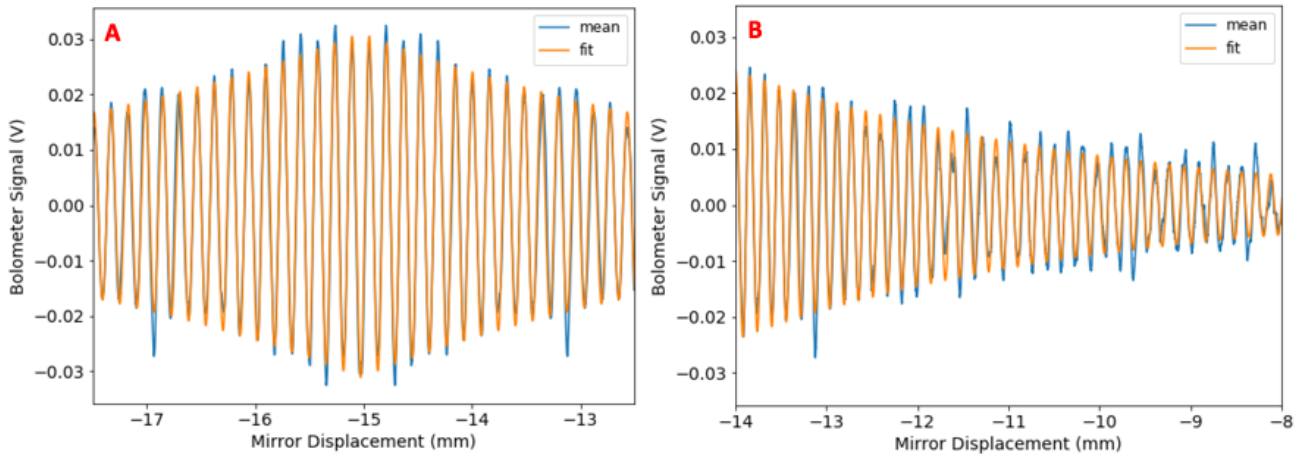 A
mean
fit
0.03
0.02
0.01
0.00
−0.01
−0.02
−0.03
Bolometer Signal (V)
−17
−16
−15
−14
−13
Mirror Displacement (mm)
B
mean
fit
0.03
0.02
0.01
0.00
−0.01
−0.02
−0.03
Bolometer Signal (V)
−14
−13
−12
−11
−10
−9
−8
Mirror Displacement (mm)